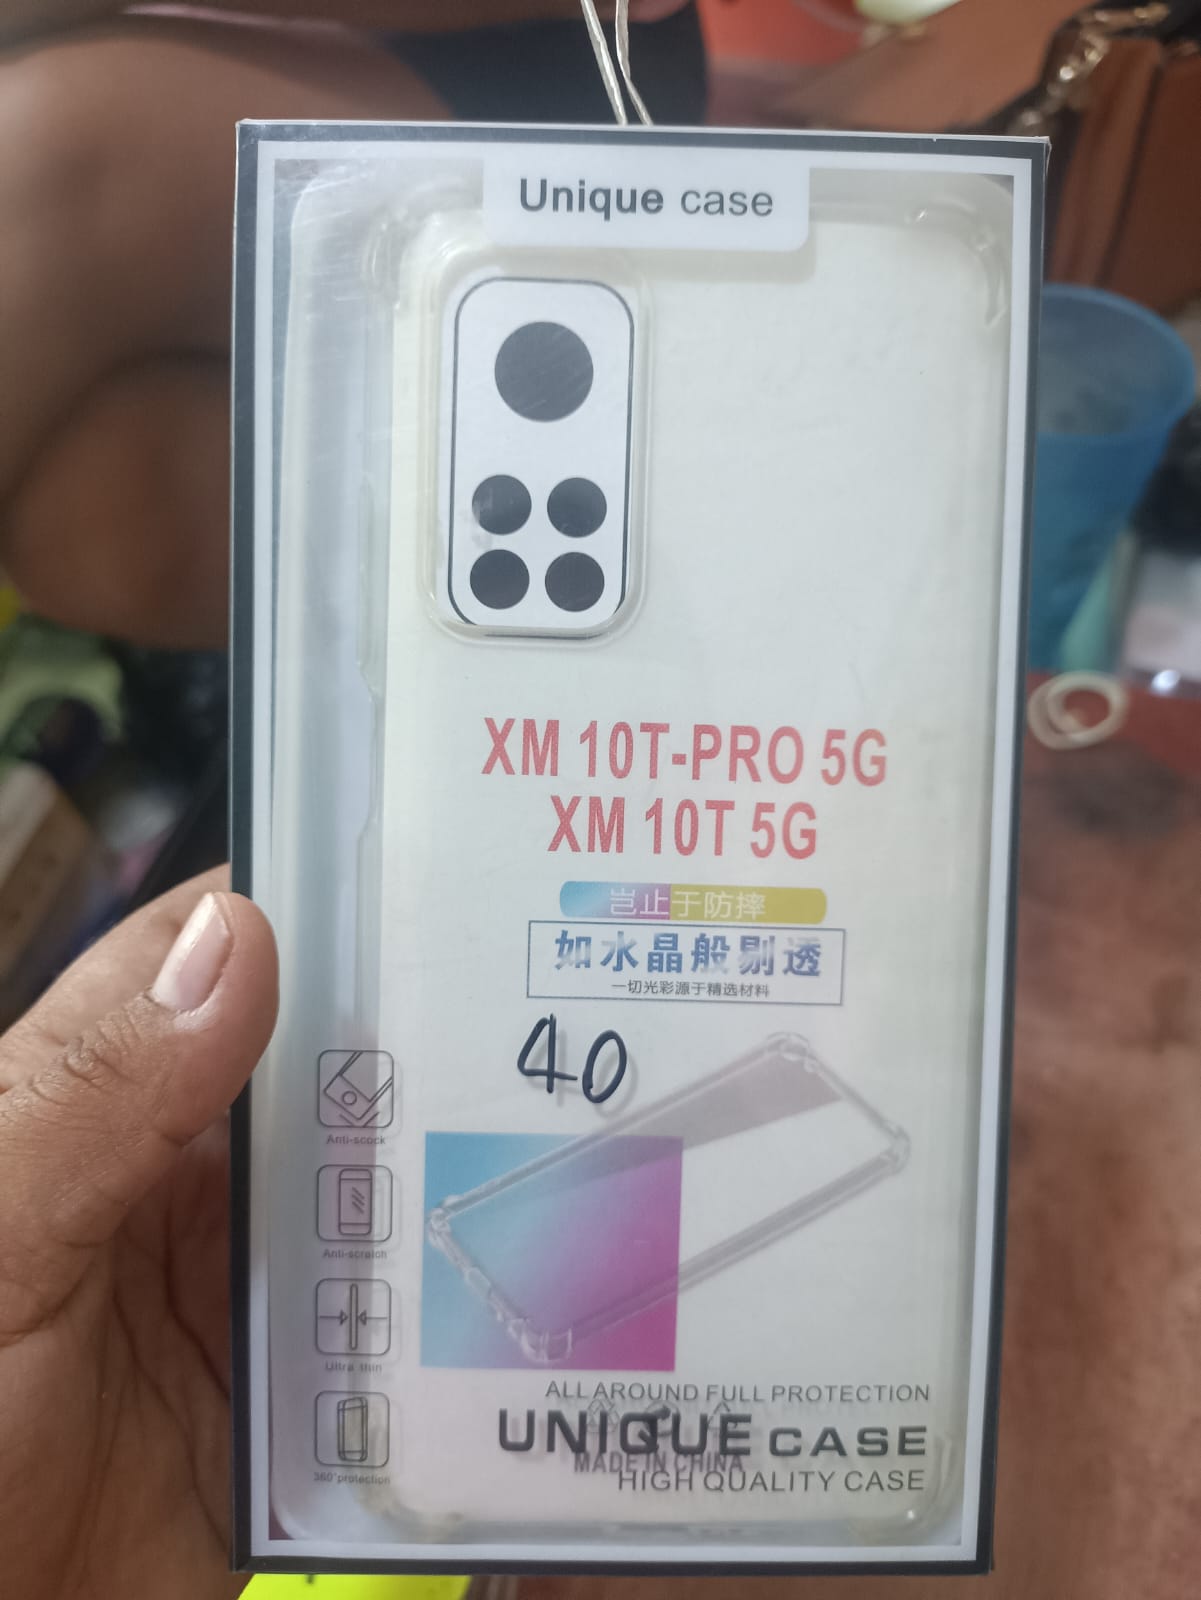 Unique case
XM 10T-PRO 5G
XM 10T 5G
岂止于防摔
如水晶般剔透
一切光彩源于精选材料
40
Anti-scock
Anti-scratch
Ultra thin
360°protection
ALL AROUND FULL PROTECTION
UNIQUE CASE
MADE IN CHINA
HIGH QUALITY CASE